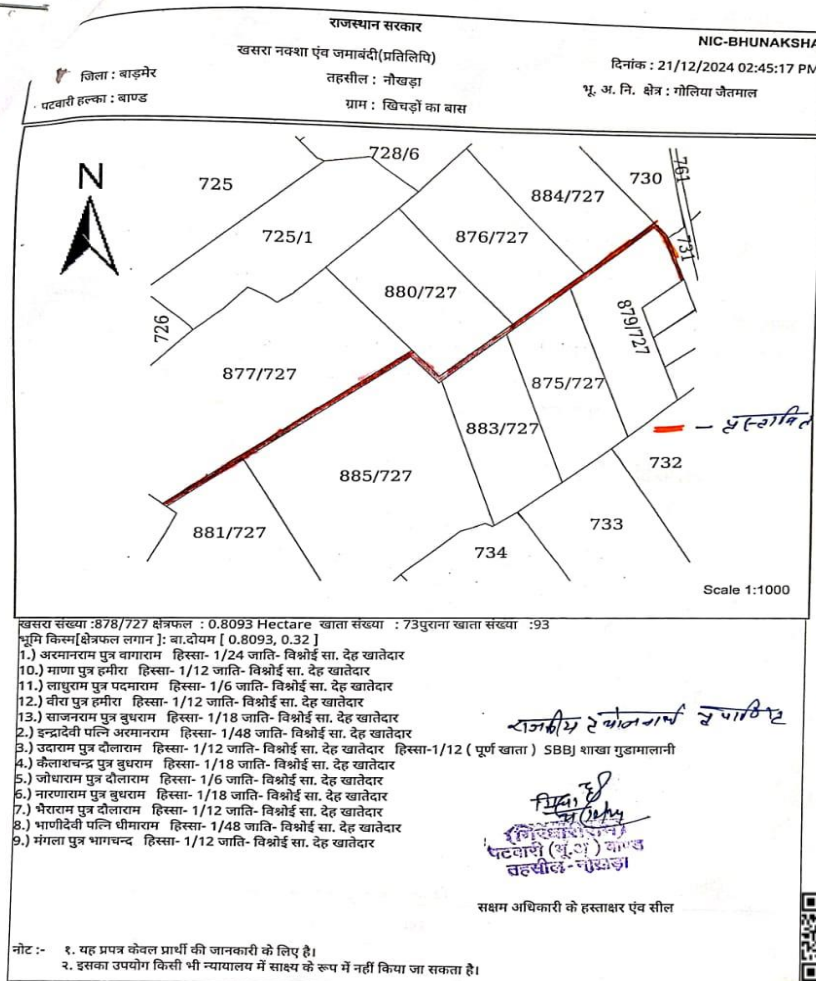 राजस्थान सरकार
खसरा नक्शा एंव जमाबंदी(प्रतिलिपि)
NIC-BHUNAKSHA
जिला : बाड़मेर
तहसील : नौखड़ा
दिनांक : 21/12/2024 02:45:17 PM
पटवारी हल्का : बाण्ड
ग्राम : खिचड़ों का बास
भू. अ. नि. क्षेत्र : गोलिया जैतमाल
N
728/6
725
884/727
730
761
725/1
876/727
731
880/727
726
879/727
877/727
875/727
883/727
885/727
732
881/727
733
734
Scale 1:1000
खसरा संख्या :878/727 क्षेत्रफल : 0.8093 Hectare खाता संख्या : 73पुराना खाता संख्या :93
भूमि किस्म[क्षेत्रफल लगान ]: बा.दोयम [ 0.8093, 0.32 ]
1.) अरमानराम पुत्र वागाराम हिस्सा- 1/24 जाति- विश्नोई सा. देह खातेदार
10.) माणा पुत्र हमीरा हिस्सा- 1/12 जाति- विश्नोई सा. देह खातेदार
11.) लाधुराम पुत्र पदमाराम हिस्सा- 1/6 जाति- विश्नोई सा. देह खातेदार
12.) वीरा पुत्र हमीरा हिस्सा- 1/12 जाति- विश्नोई सा. देह खातेदार
13.) साजनराम पुत्र बुधराम हिस्सा- 1/18 जाति- विश्नोई सा. देह खातेदार
2.) इन्द्रादेवी पत्नि अरमानराम हिस्सा- 1/48 जाति- विश्नोई सा. देह खातेदार
3.) उदाराम पुत्र दौलाराम हिस्सा- 1/12 जाति- विश्नोई सा. देह खातेदार हिस्सा-1/12 ( पूर्ण खाता ) SBBJ शाखा गुडामालानी
4.) कैलाशचन्द्र पुत्र बुधराम हिस्सा- 1/18 जाति- विश्नोई सा. देह खातेदार
5.) जोधाराम पुत्र दौलाराम हिस्सा- 1/6 जाति- विश्नोई सा. देह खातेदार
6.) नारणाराम पुत्र बुधराम हिस्सा- 1/18 जाति- विश्नोई सा. देह खातेदार
7.) भैराराम पुत्र दौलाराम हिस्सा- 1/12 जाति- विश्नोई सा. देह खातेदार
8.) भाणीदेवी पत्नि धीमाराम हिस्सा- 1/48 जाति- विश्नोई सा. देह खातेदार
9.) मंगला पुत्र भागचन्द हिस्सा- 1/12 जाति- विश्नोई सा. देह खातेदार
पटवारी (भू.अ) बाण्ड
तहसील-नोखड़ा
सक्षम अधिकारी के हस्ताक्षर एंव सील
नोट :- १. यह प्रपत्र केवल प्रार्थी की जानकारी के लिए है।
२. इसका उपयोग किसी भी न्यायालय में साक्ष्य के रूप में नहीं किया जा सकता है।